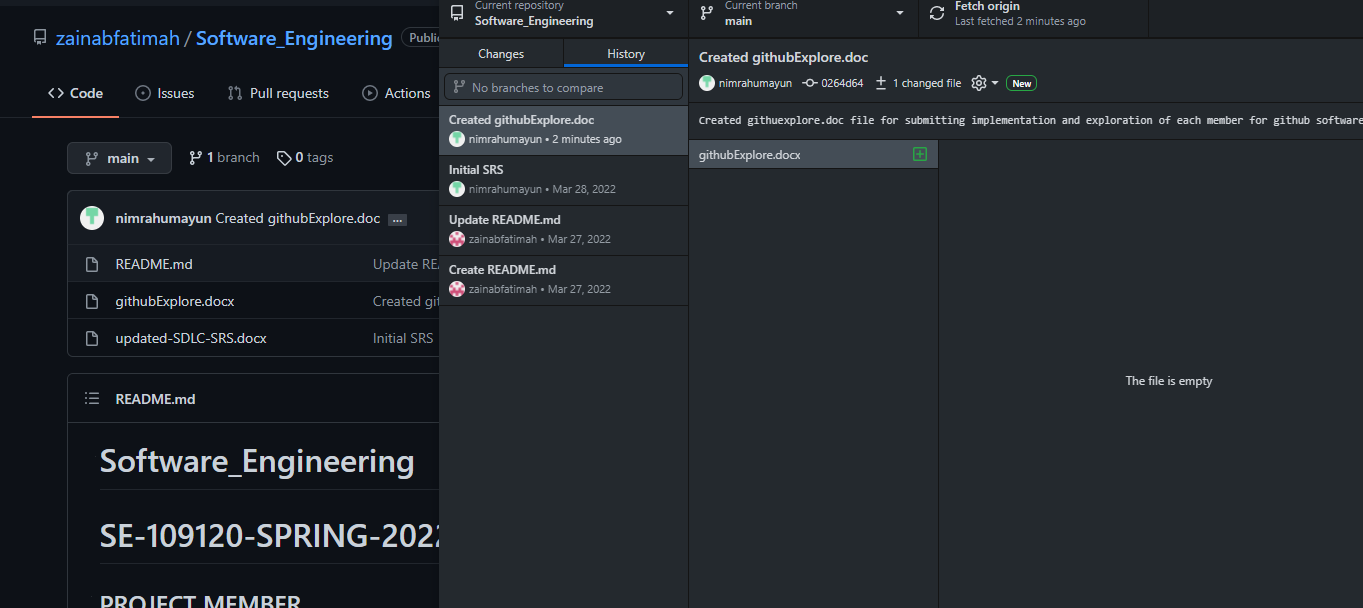 zainabfatimah / Software_Engineering
Code Issues Pull requests Actions
main 1 branch 0 tags
nimrahumayun Created githubExplore.doc ...
README.md
githubExplore.docx Created
updated-SDLC-SRS.docx Initial SRS
README.md
Software_Engineering
SE-109120-SPRING-2022
PROJECT MEMBER
Current repository
Software_Engineering
Current branch
main
Fetch origin
Last fetched 2 minutes ago
Changes History
No branches to compare
Created githubExplore.doc
nimrahumayun • 2 minutes ago
Initial SRS
nimrahumayun • Mar 28, 2022
Update README.md
zainabfatimah • Mar 27, 2022
Create README.md
zainabfatimah • Mar 27, 2022
Created githubExplore.doc
nimrahumayun 0264d64 1 changed file New
Created githuexplore.doc file for submitting implementation and exploration of each member for github software
githubExplore.docx
The file is empty